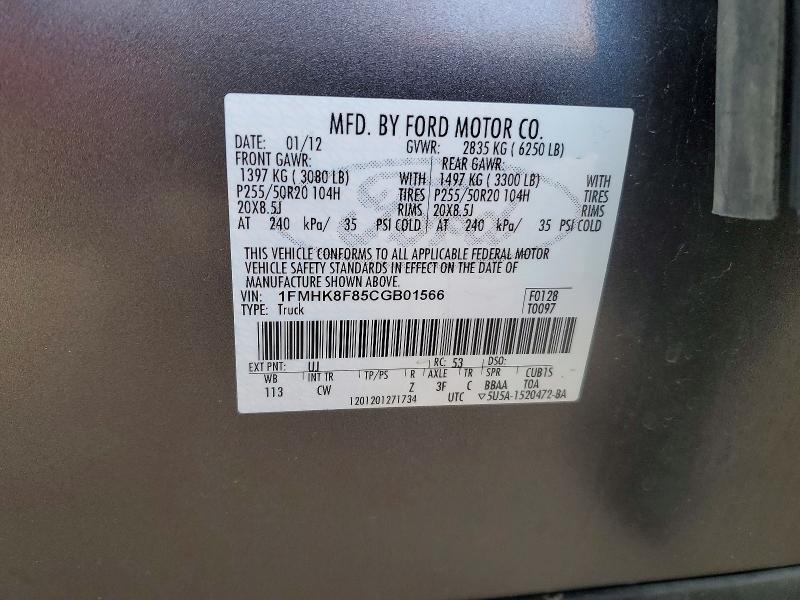 MFD. BY FORD MOTOR CO.
DATE: 01/12 GVWR: 2835 KG ( 6250 LB)
FRONT GAWR: REAR GAWR:
1397 KG ( 3080 LB) WITH 1497 KG ( 3300 LB) WITH
P255/50R20 104H TIRES P255/50R20 104H TIRES
20X8.5J RIMS 20X8.5J RIMS
AT 240 kPa/ 35 PSI COLD AT 240 kPa/ 35 PSI COLD
THIS VEHICLE CONFORMS TO ALL APPLICABLE FEDERAL MOTOR
VEHICLE SAFETY STANDARDS IN EFFECT ON THE DATE OF
MANUFACTURE SHOWN ABOVE.
VIN: 1FMHK8F85CGB01566 F0128
TYPE: Truck T0097
EXT PNT: UJ RC: 53 DSO:
WB INT TR TP/PS R AXLE TR SPR CUB1S
113 CW Z 3F C BBAA TOA
1201201271734 UTC ▽5U5A-1520472-BA